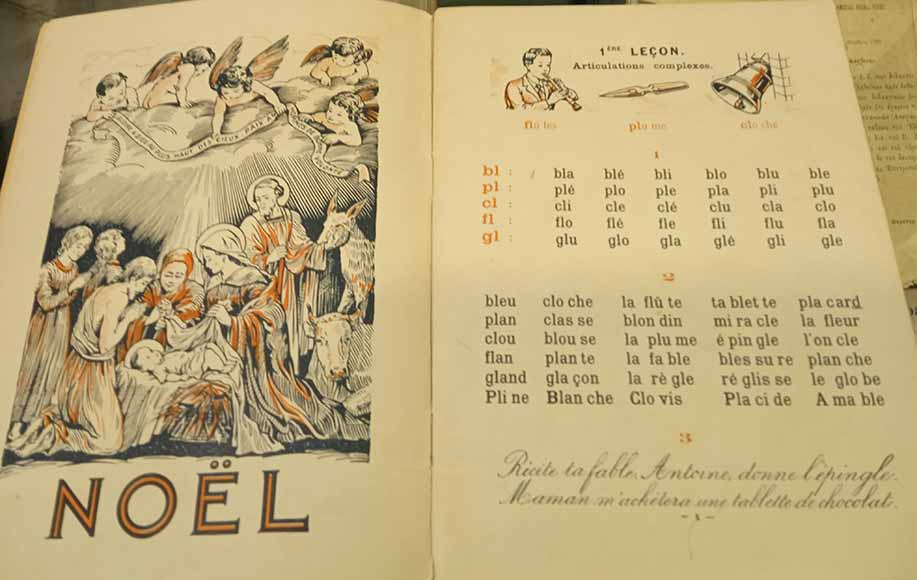 PLUS HAUT DES CIEUX PAIX
NOËL
1ÈRE LEÇON.
Articulations complexes.
flû tes plu me clo che
1
bl : bla blé bli blo blu ble
pl : plé plo ple pla pli plu
cl : cli cle clé clu cla clo
fl : flo flé fle fli flu fla
gl : glu glo gla glé gli gle
2
bleu clo che la flû te ta blet te pla card
plan clas se blon din mi ra cle la fleur
clou blou se la plu me é pin gle l'on cle
flan plan te la fa ble bles su re plan che
gland gla çon la rè gle ré glis se le glo be
Pli ne Blan che Clo vis Pla ci de A ma ble
3
Récite ta fable, Antoine, donne l'épingle.
Maman m'achètera une tablette de chocolat.